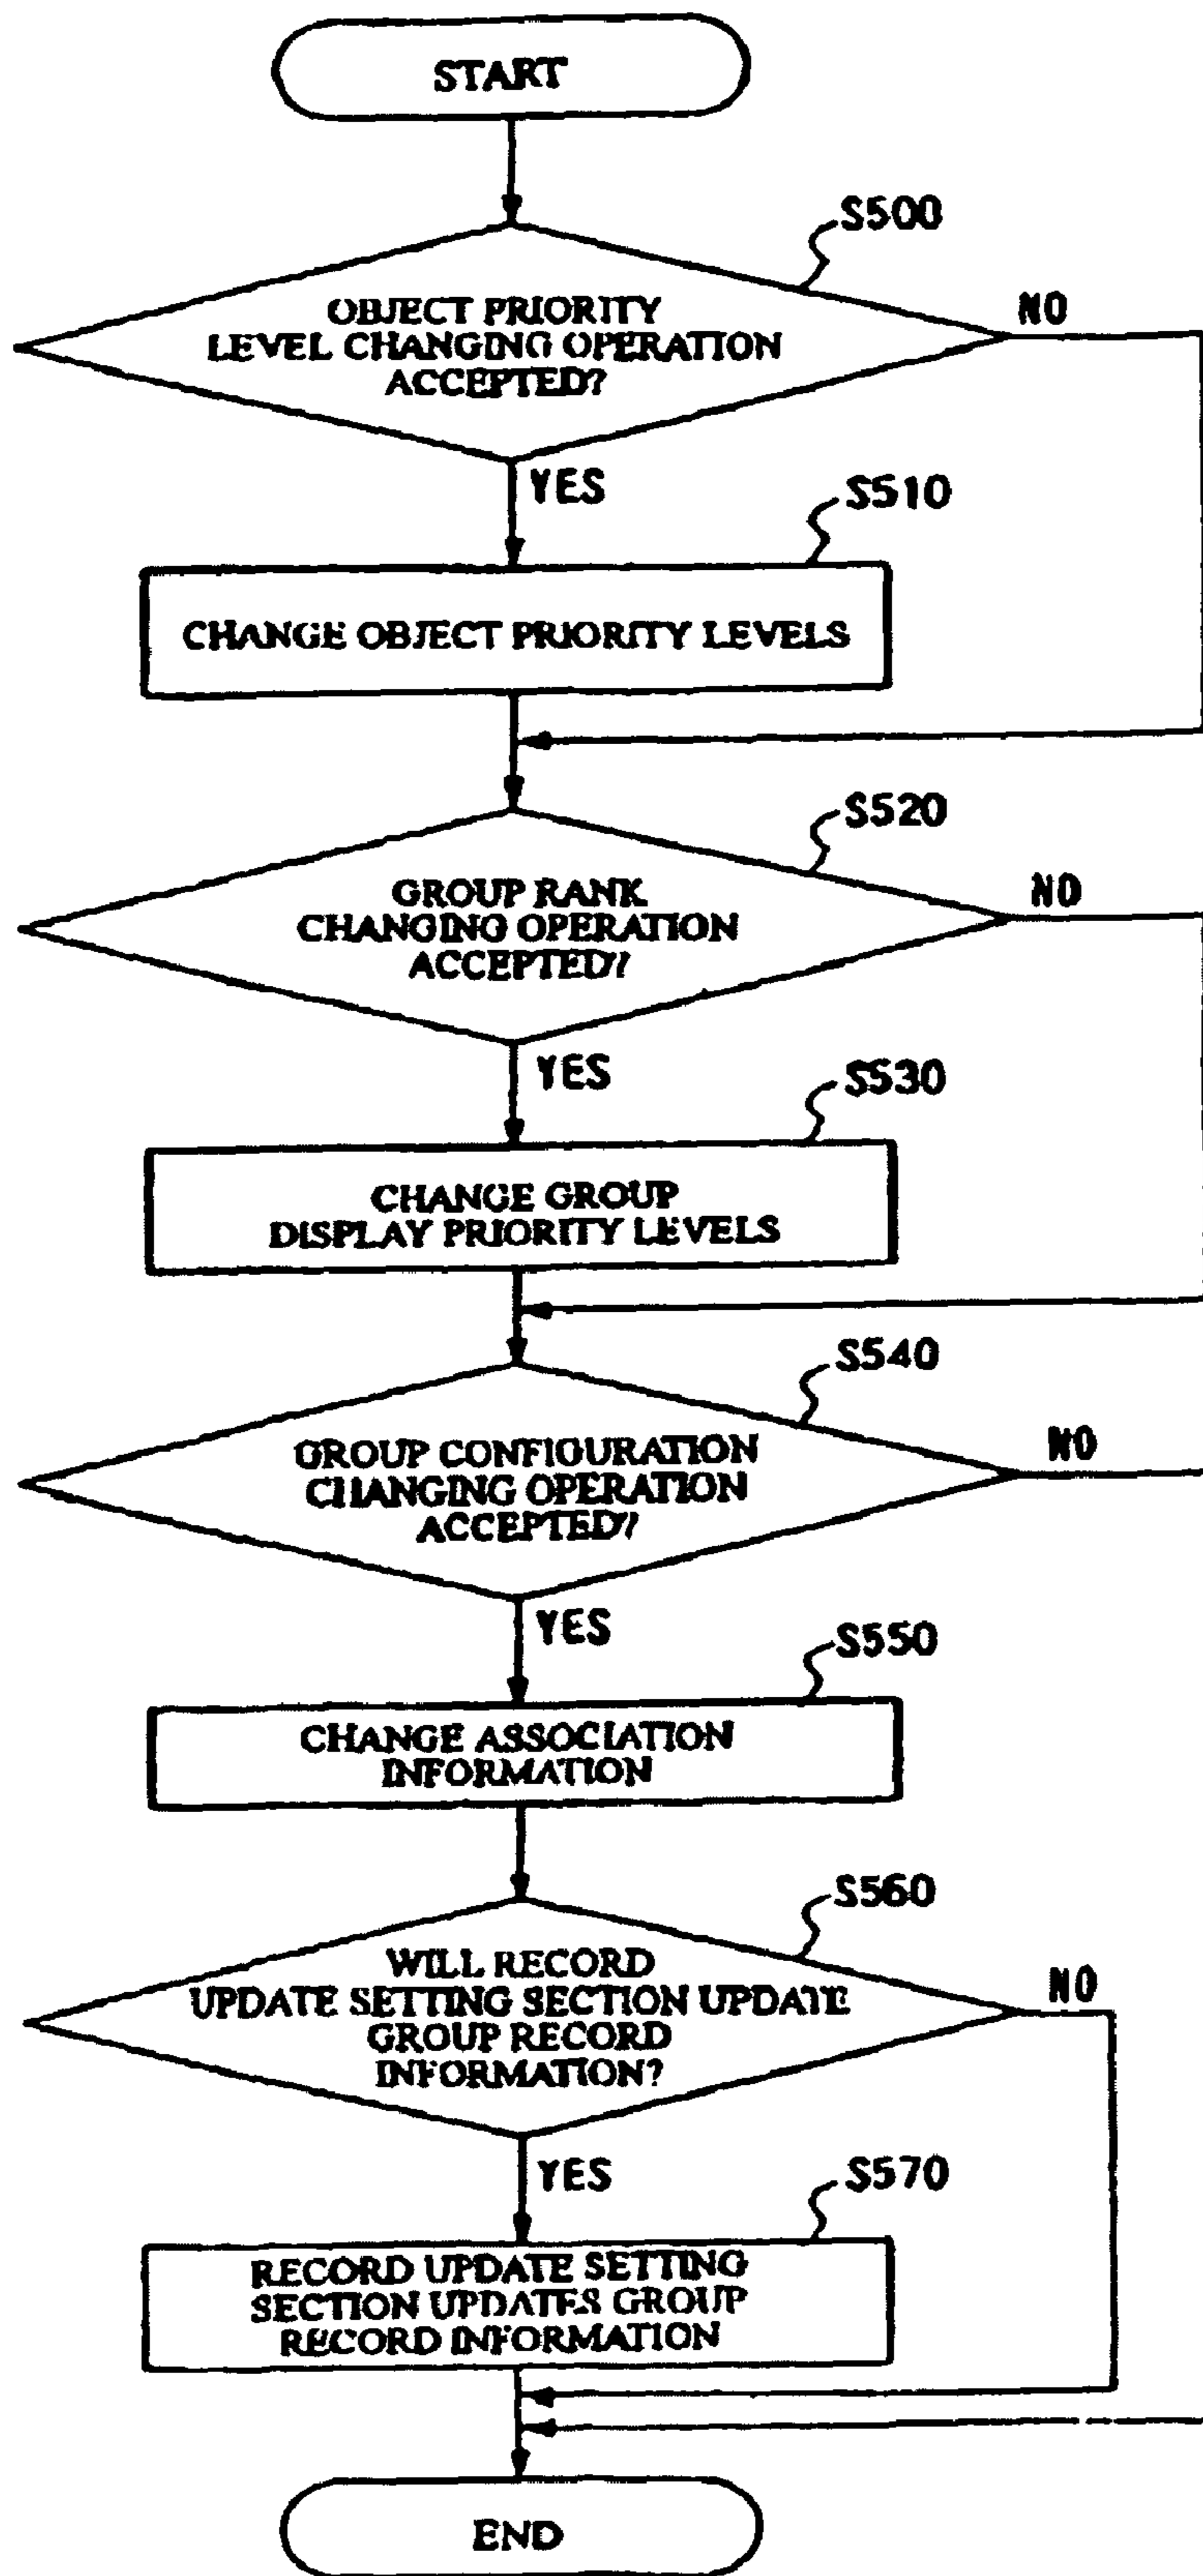 START
S500
OBJECT PRIORITY
LEVEL CHANGING OPERATION
ACCEPTED?
NO
YES
S510
CHANGE OBJECT PRIORITY LEVELS
S520
GROUP RANK
CHANGING OPERATION
ACCEPTED?
NO
YES
S530
CHANGE GROUP
DISPLAY PRIORITY LEVELS
S540
GROUP CONFIGURATION
CHANGING OPERATION
ACCEPTED?
NO
YES
S550
CHANGE ASSOCIATION
INFORMATION
S560
WILL RECORD
UPDATE SETTING SECTION UPDATE
GROUP RECORD
INFORMATION?
NO
YES
S570
RECORD UPDATE SETTING
SECTION UPDATES GROUP
RECORD INFORMATION
END